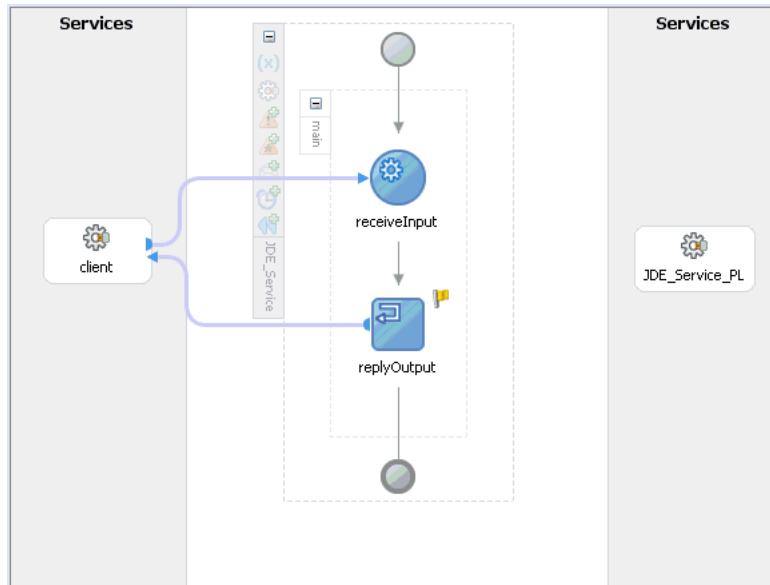 Services
Services
(x)
main
receiveInput
client
JDE_Service
JDE_Service_PL
replyOutput